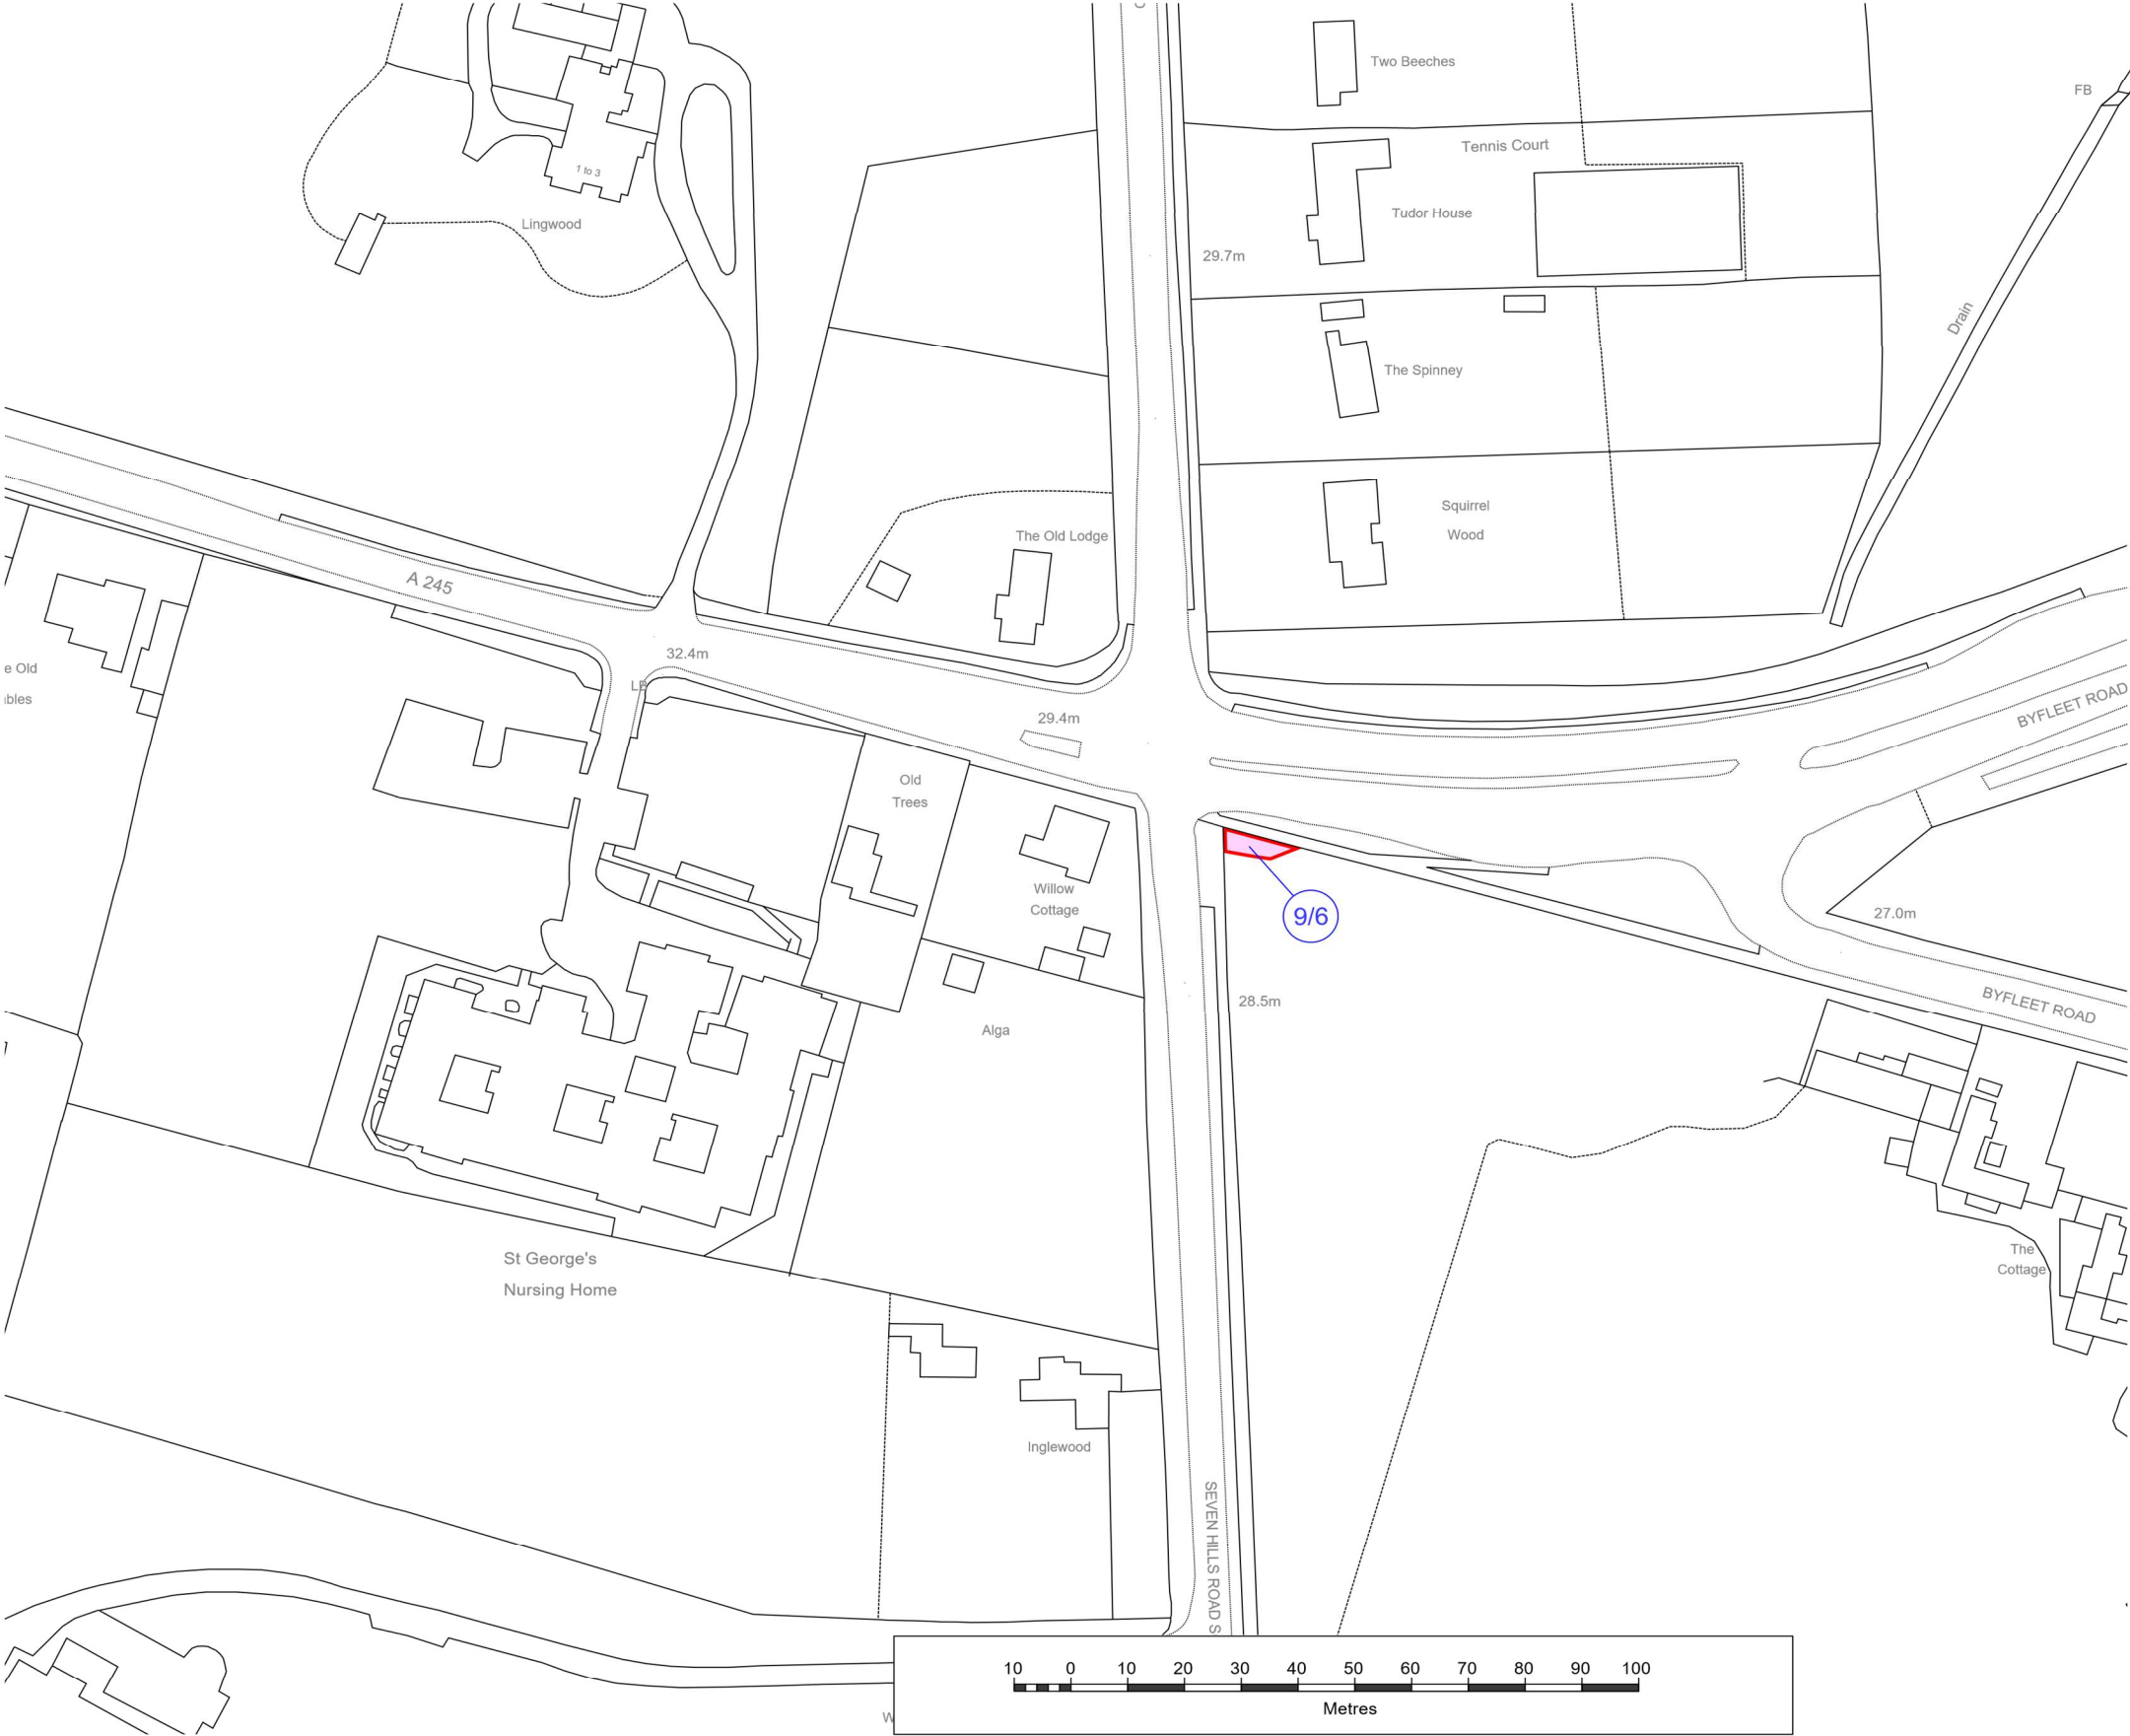 Two Beeches
FB
Tennis Court
1 to 3
Tudor House
Lingwood
29.7m
Drain
The Spinney
Squirrel
Wood
The Old Lodge
A 245
32.4m
e Old
bles
LB
29.4m
BYFLEET ROAD
Old
Trees
Willow
Cottage
9/6
27.0m
28.5m
BYFLEET ROAD
Alga
St George's
Nursing Home
The
Cottage
Inglewood
SEVEN HILLS ROAD S
W
10 0 10 20 30 40 50 60 70 80 90 100
Metres